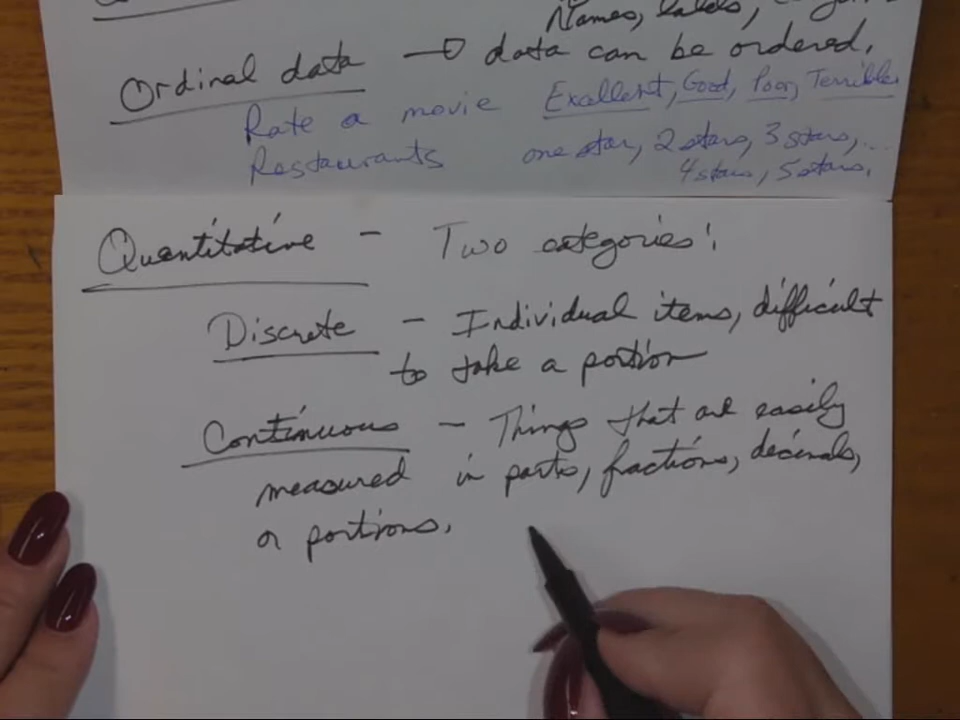 Names, labels,
Ordinal data → data can be ordered.
Rate a movie Excellent, Good, Poor, Terrible.
Restaurants one star, 2 stars, 3 stars, ...
4 stars, 5 stars.
Quantitative - Two categories:
Discrete - Individual items, difficult
to take a portion
Continuous - Things that are easily
measured in parts, fractions, decimals,
or portions.